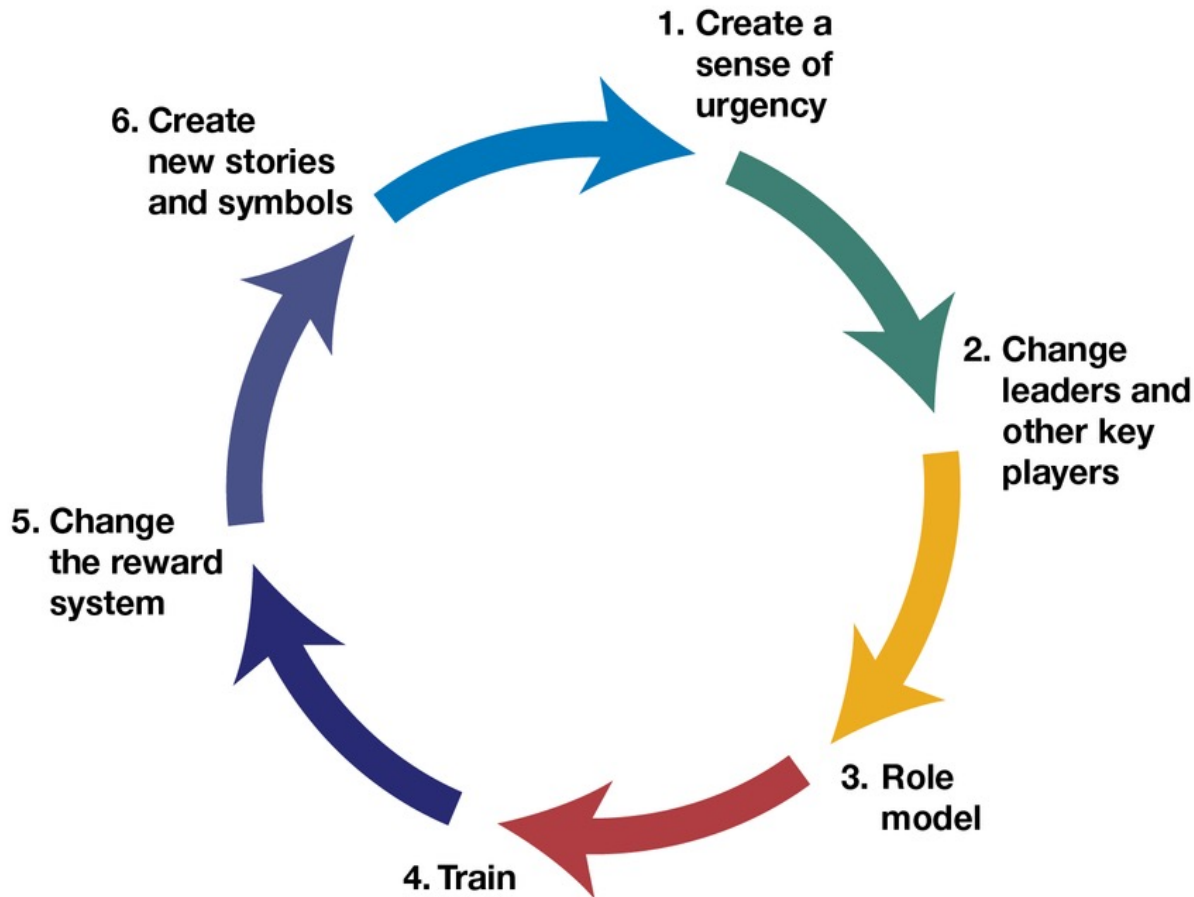 1. Create a
sense of
urgency
2. Change
leaders and
other key
players
3. Role
model
4. Train
5. Change
the reward
system
6. Create
new stories
and symbols